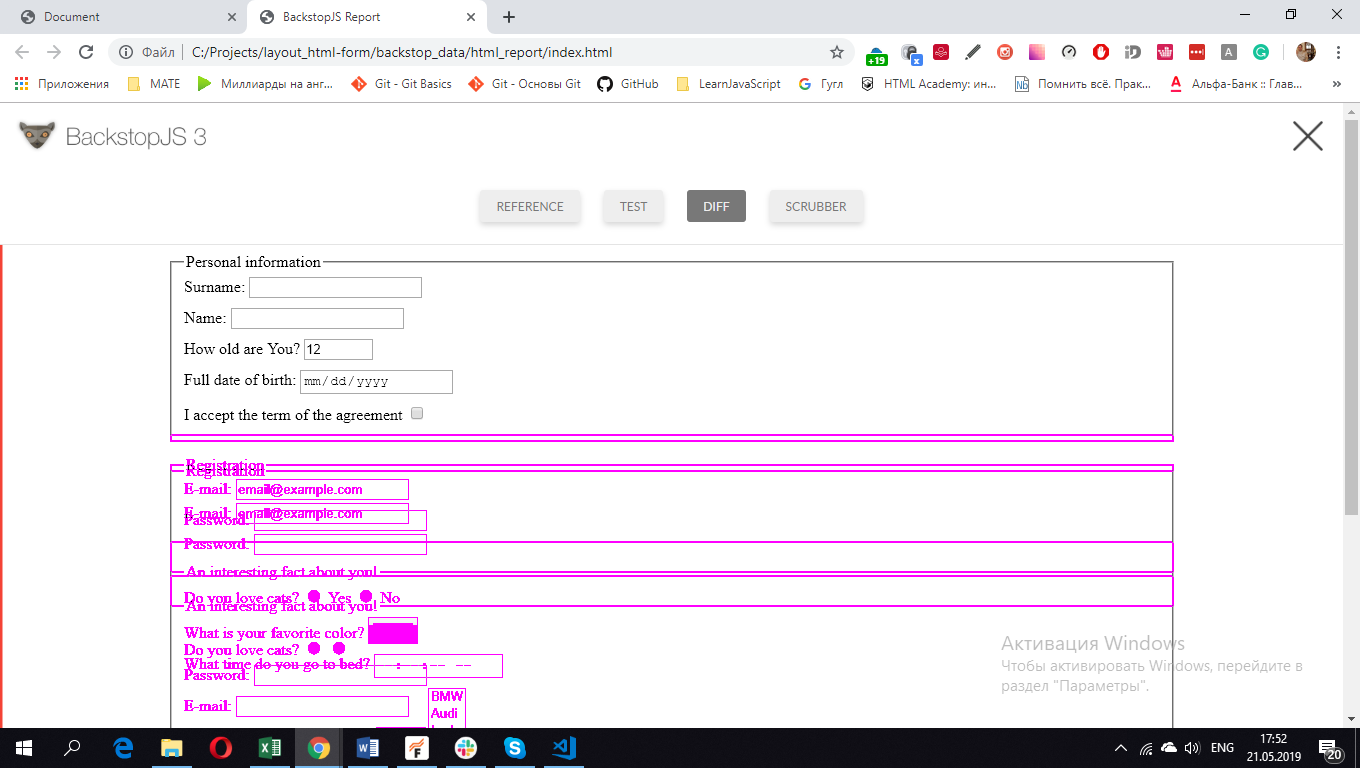 Document
BackstopJS Report
Файл
C:/Projects/layout_html-form/backstop_data/html_report/index.html
+19
x
A
Приложения
MATE
Миллиарды на анг...
Git - Git Basics
Git - Основы Git
GitHub
LearnJavaScript
Гугл
HTML Academy: ин...
Помнить всё. Прак...
Альфа-Банк :: Глав...
»
BackstopJS 3
REFERENCE
TEST
DIFF
SCRUBBER
Personal information
Surname:
Name:
How old are You? 12
Full date of birth: mm/dd/yyyy
I accept the term of the agreement
Registration
Registration
E-mail: email@example.com
E-mail: email@example.com
Password:
Password:
An interesting fact about you!
Do you love cats? Yes No
An interesting fact about you!
What is your favorite color?
Do you love cats?
What time do you go to bed? --:-- --
Password:
BMW
E-mail:
Audi
Активация Windows
Чтобы активировать Windows, перейдите в
раздел "Параметры".
ENG
17:52
21.05.2019
20